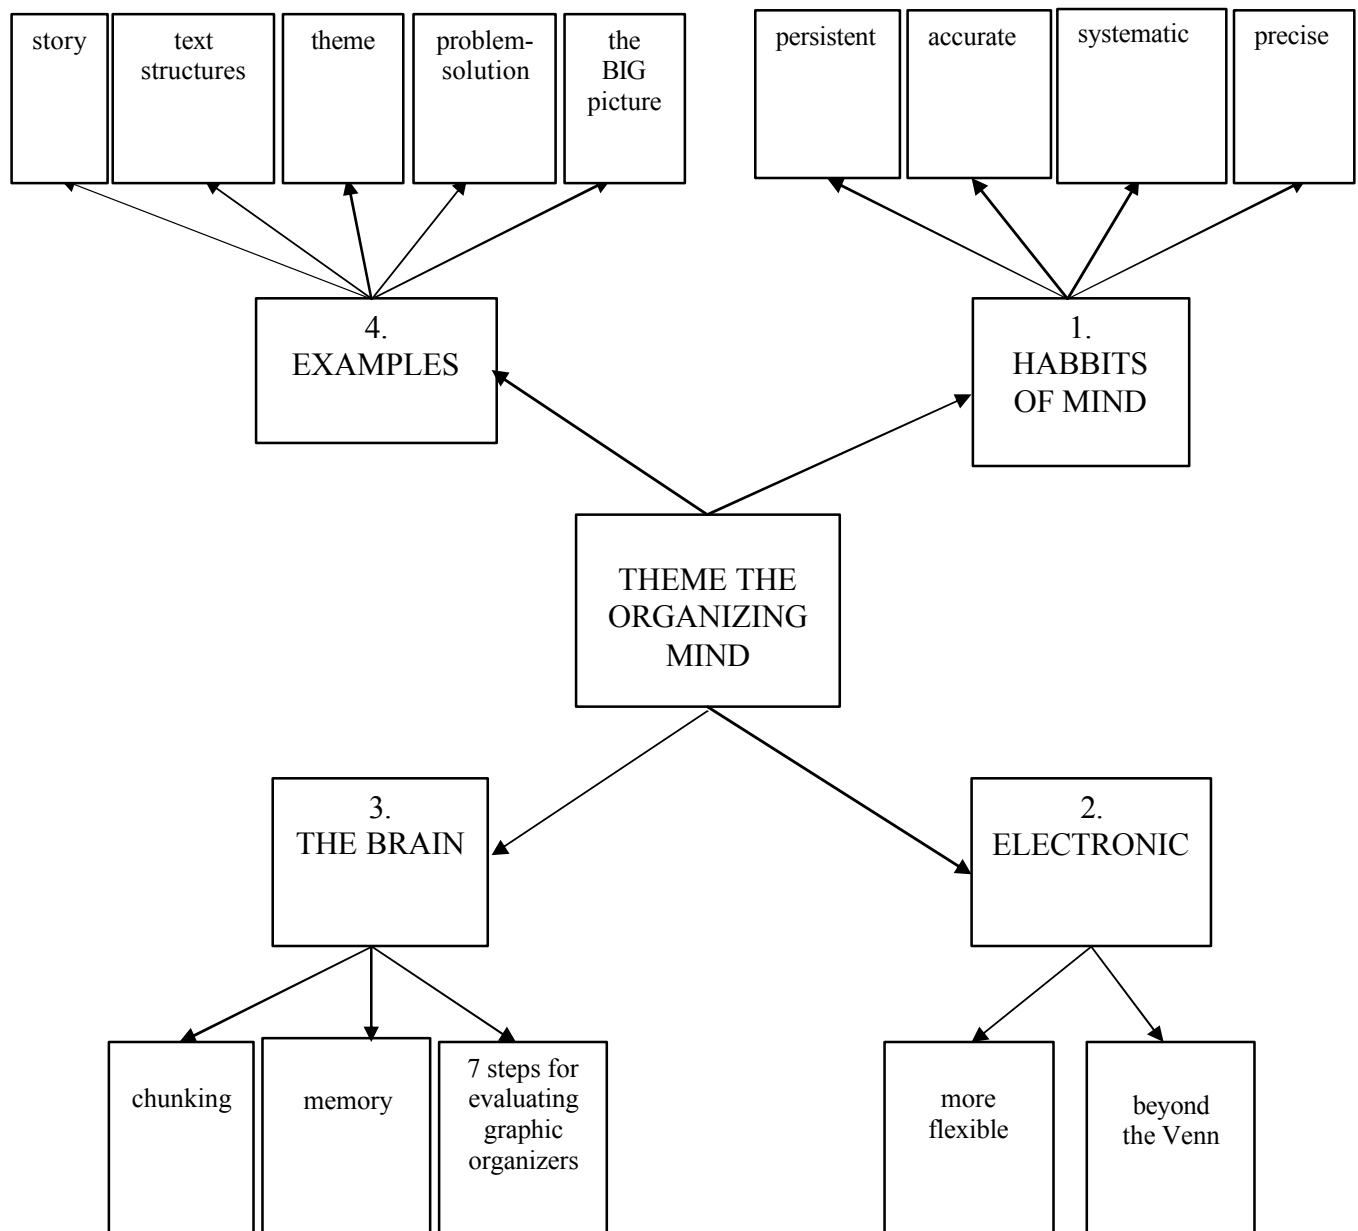 story
text
structures
theme
problem-
solution
the
BIG
picture
persistent
accurate
systematic
precise
4.
EXAMPLES
1.
HABBITS
OF MIND
THEME THE
ORGANIZING
MIND
3.
THE BRAIN
2.
ELECTRONIC
chunking
memory
7 steps for
evaluating
graphic
organizers
more
flexible
beyond
the Venn